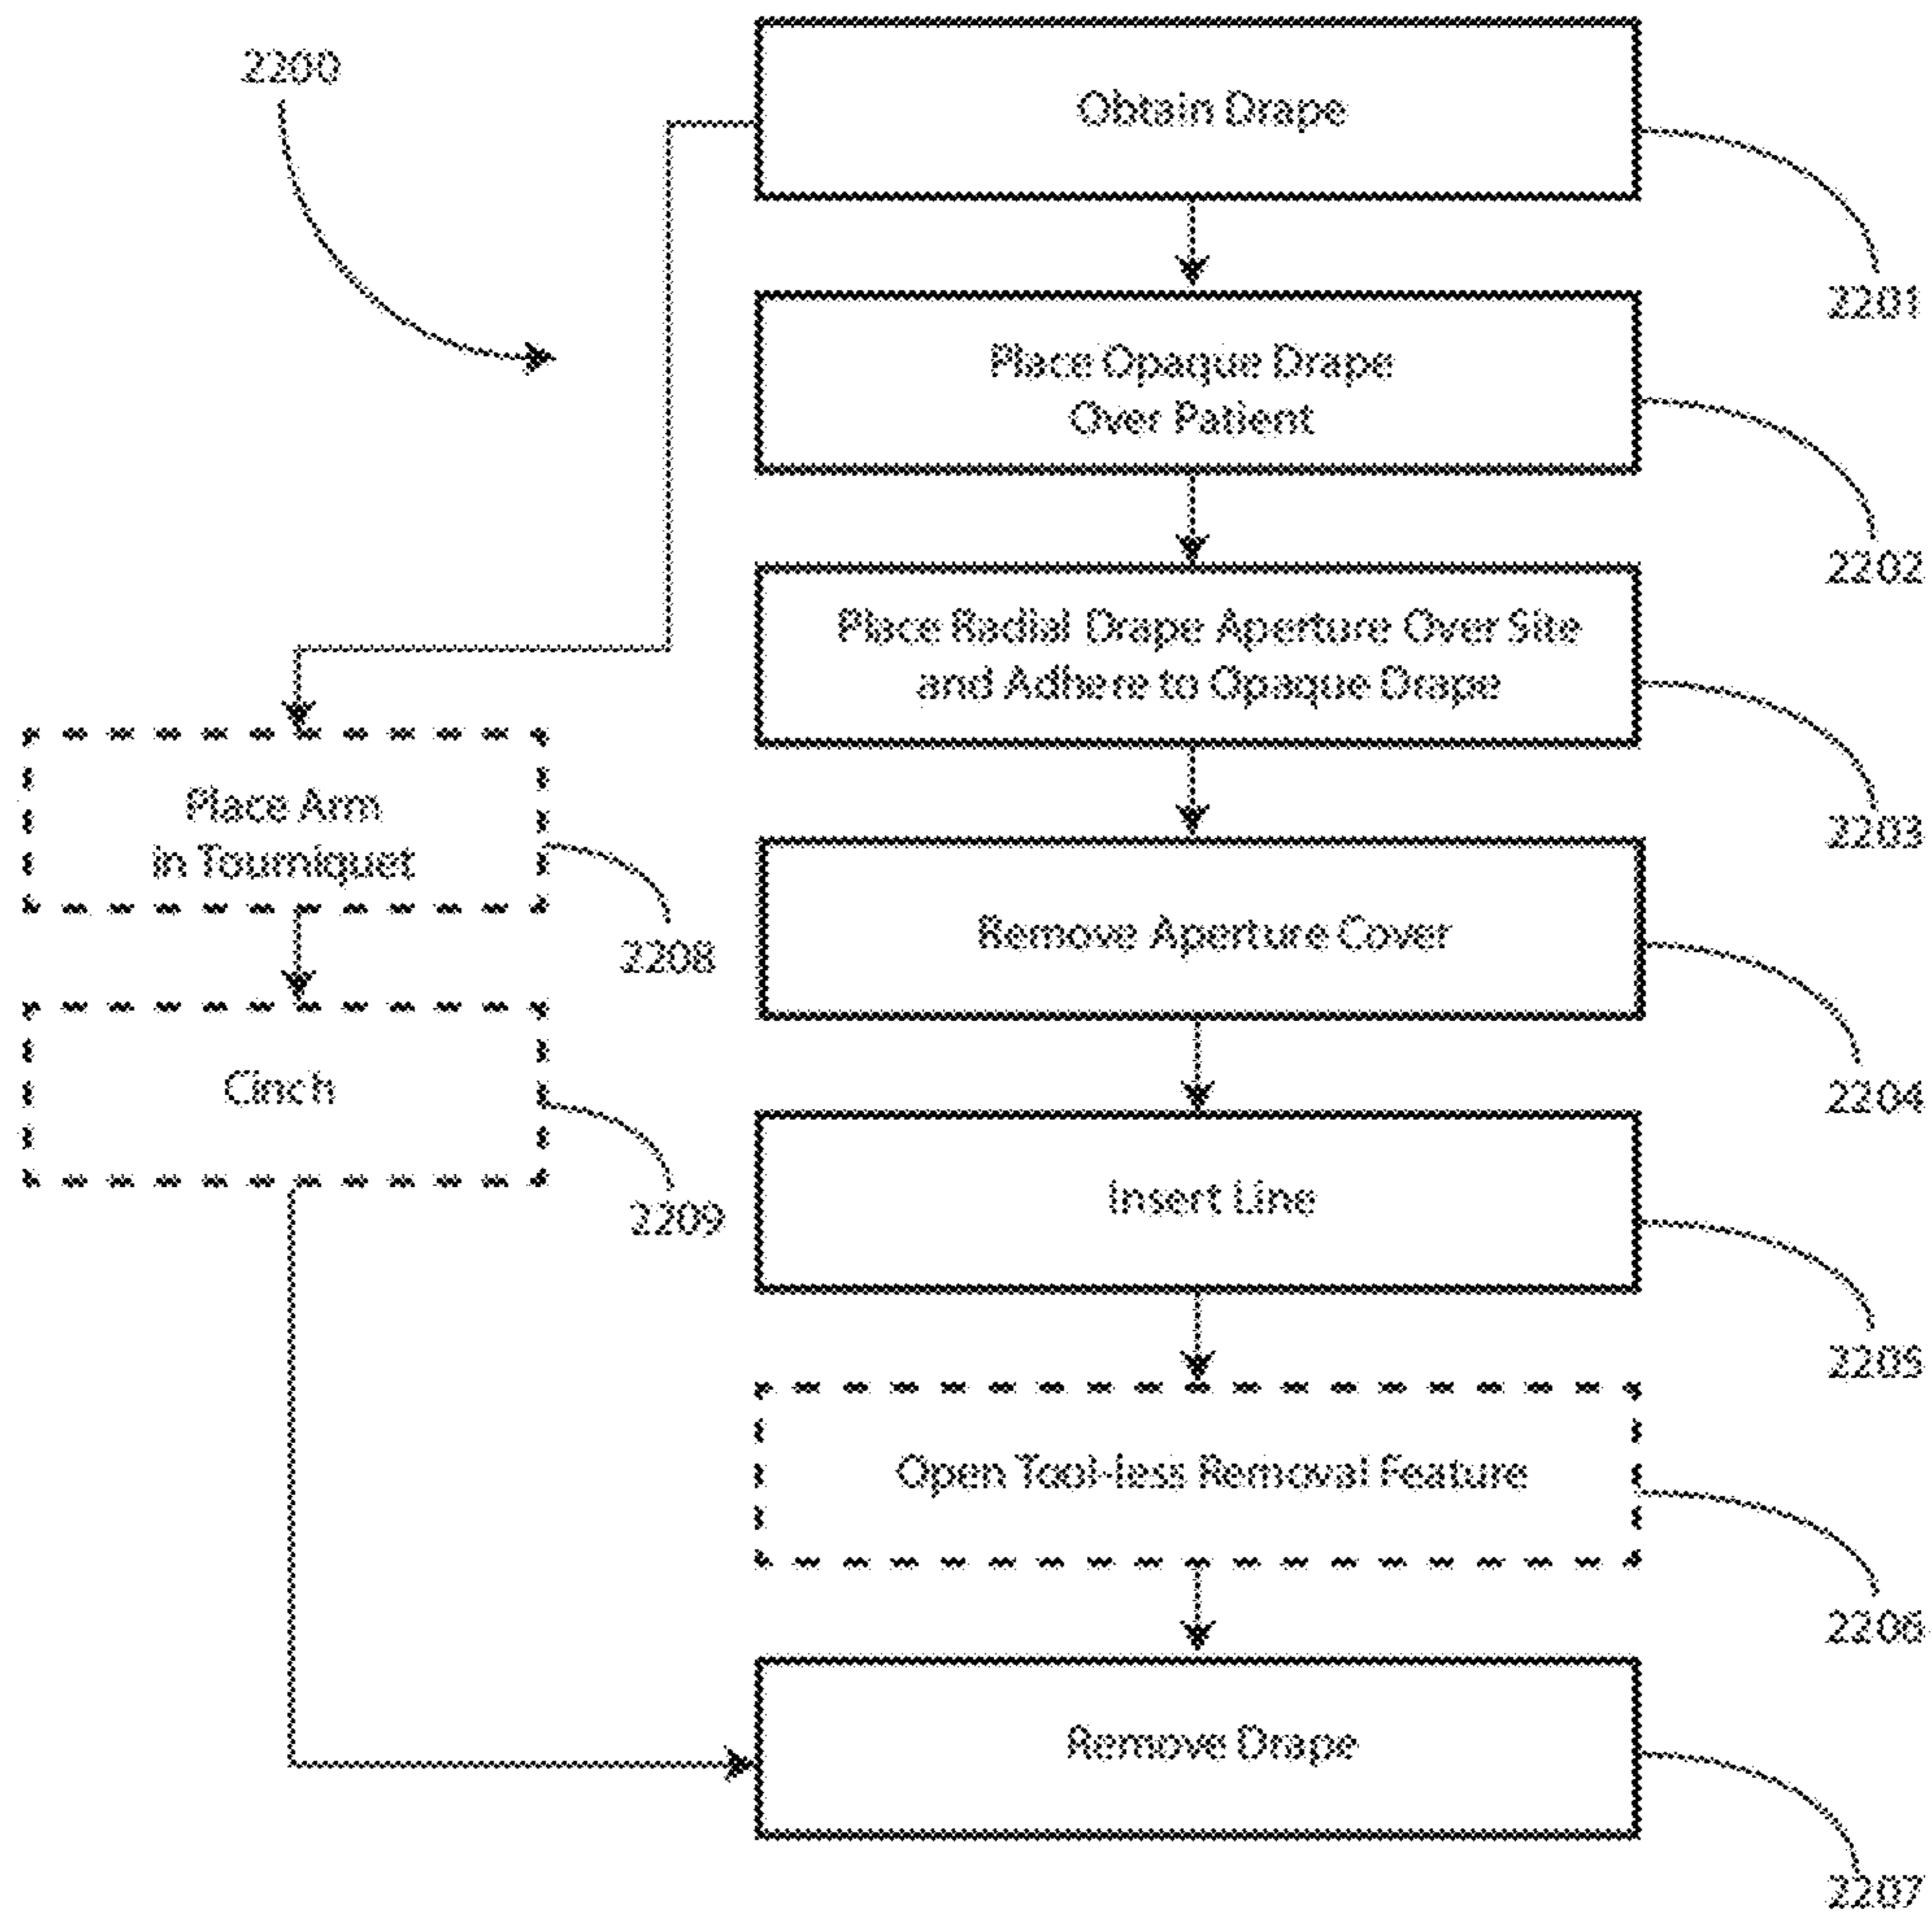 2200
Obtain Drape
2201
Place Opaque Drape
Over Patient
2202
Place Radial Drape Aperture Over Site
and Adhere to Opaque Drape
2203
Place Arm
in Tourniquet
2208
Remove Aperture Cover
2204
Cinch
2209
Insert Line
2205
Open Tool-less Removal Feature
2206
Remove Drape
2207